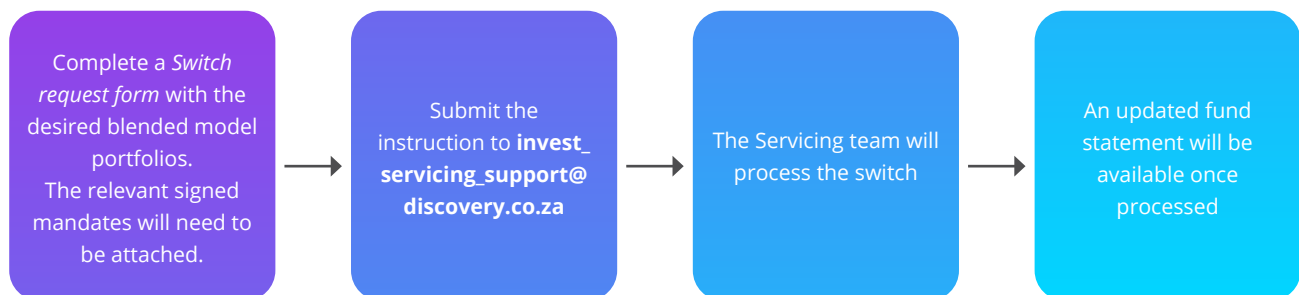 Complete a Switch
request form with the
desired blended model
portfolios.
The relevant signed
mandates will need to
be attached.
Submit the
instruction to invest_
servicing_support@
discovery.co.za
The Servicing team will
process the switch
An updated fund
statement will be
available once
processed